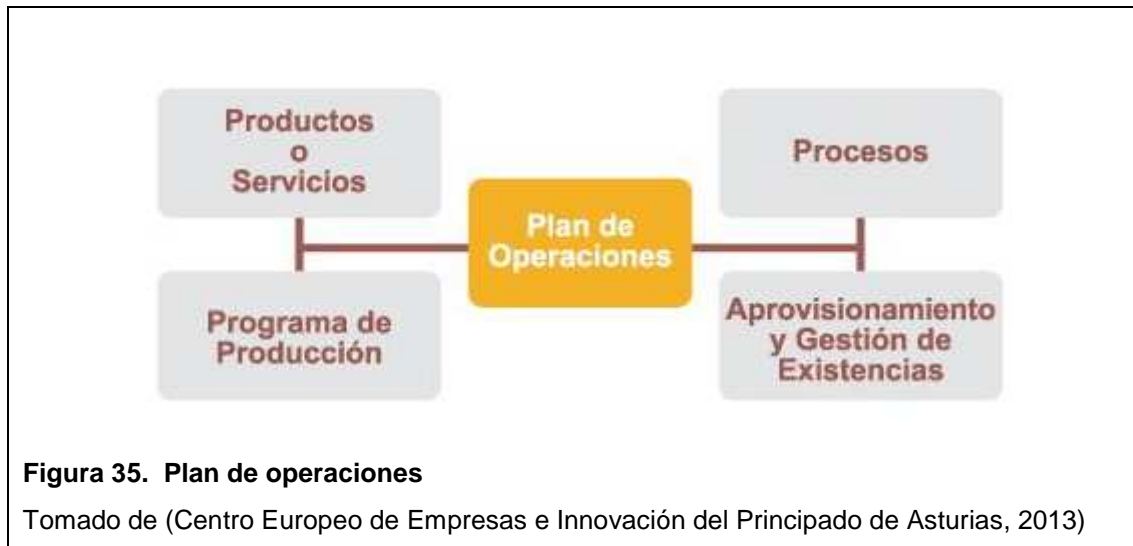 Productos
o
Servicios
Procesos
Plan de
Operaciones
Programa de
Producción
Aprovisionamiento
y Gestión de
Existencias
Figura 35. Plan de operaciones
Tomado de (Centro Europeo de Empresas e Innovación del Principado de Asturias, 2013)